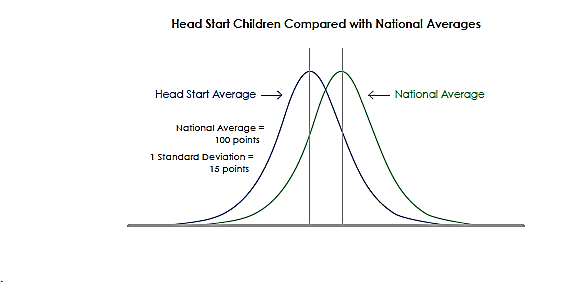 Head Start Children Compared with National Averages
Head Start Average
National Average
National Average =
100 points
1 Standard Deviation =
15 points